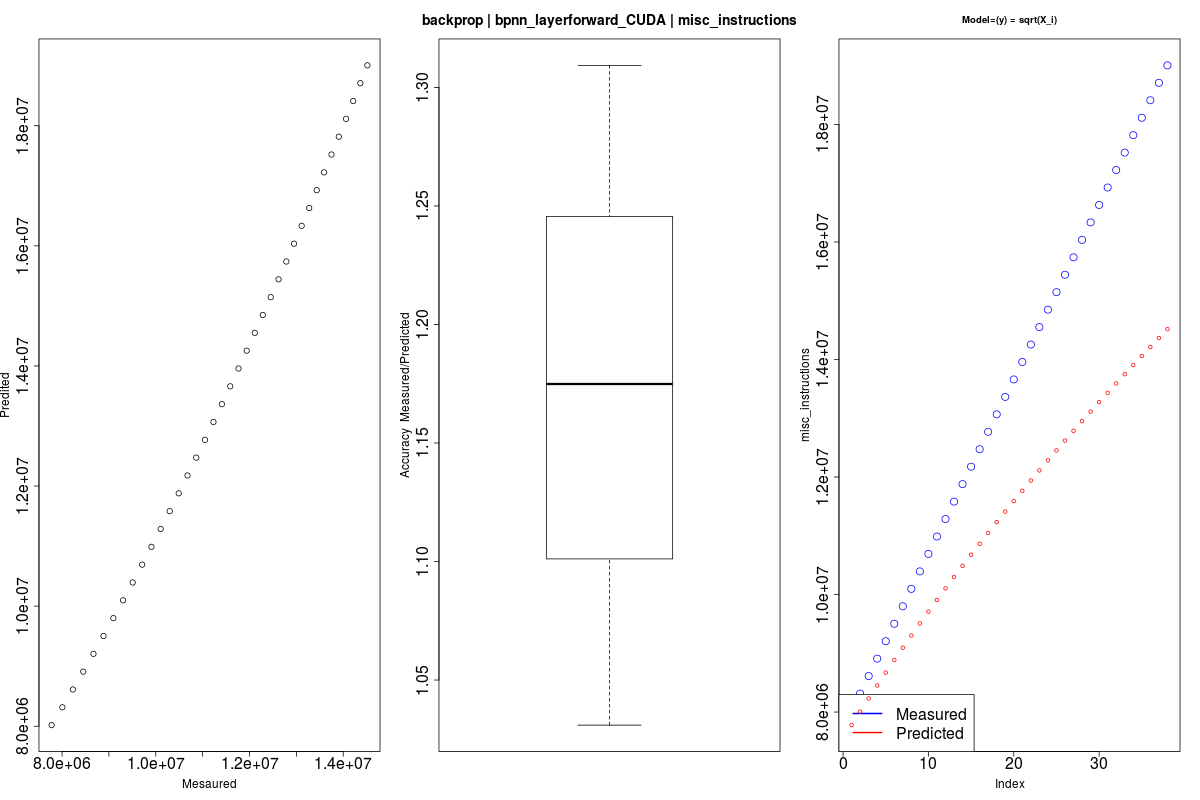 backprop | bpnn_layerforward_CUDA | misc_instructions
Model=(y) = sqrt(X_i)
Predited
8.0e+06 1.0e+07 1.2e+07 1.4e+07 1.6e+07 1.8e+07
8.0e+06 1.0e+07 1.2e+07 1.4e+07
Mesaured
Accuracy Measured/Predicted
1.05 1.10 1.15 1.20 1.25 1.30
misc_instructions
8.0e+06 1.0e+07 1.2e+07 1.4e+07 1.6e+07 1.8e+07
Measured
Predicted
0 10 20 30
Index